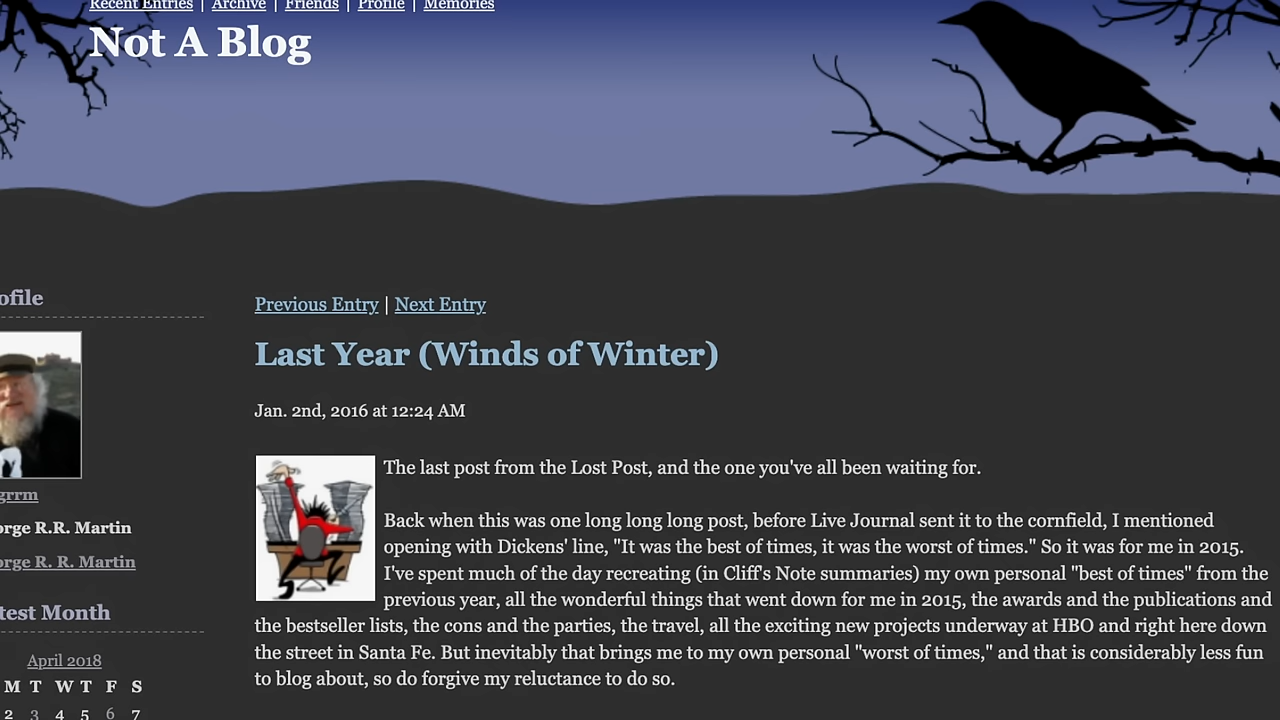 Recent Entries | Archive | Friends | Profile | Memories
Not A Blog
ofile
grrm
orge R.R. Martin
orge R. R. Martin
test Month
April 2018
M T W T F S
2 3 4 5 6 7
Previous Entry | Next Entry
Last Year (Winds of Winter)
Jan. 2nd, 2016 at 12:24 AM
The last post from the Lost Post, and the one you've all been waiting for.
Back when this was one long long long post, before Live Journal sent it to the cornfield, I mentioned
opening with Dickens' line, "It was the best of times, it was the worst of times." So it was for me in 2015.
I've spent much of the day recreating (in Cliff's Note summaries) my own personal "best of times" from the
previous year, all the wonderful things that went down for me in 2015, the awards and the publications and
the bestseller lists, the cons and the parties, the travel, all the exciting new projects underway at HBO and right here down
the street in Santa Fe. But inevitably that brings me to my own personal "worst of times," and that is considerably less fun
to blog about, so do forgive my reluctance to do so.